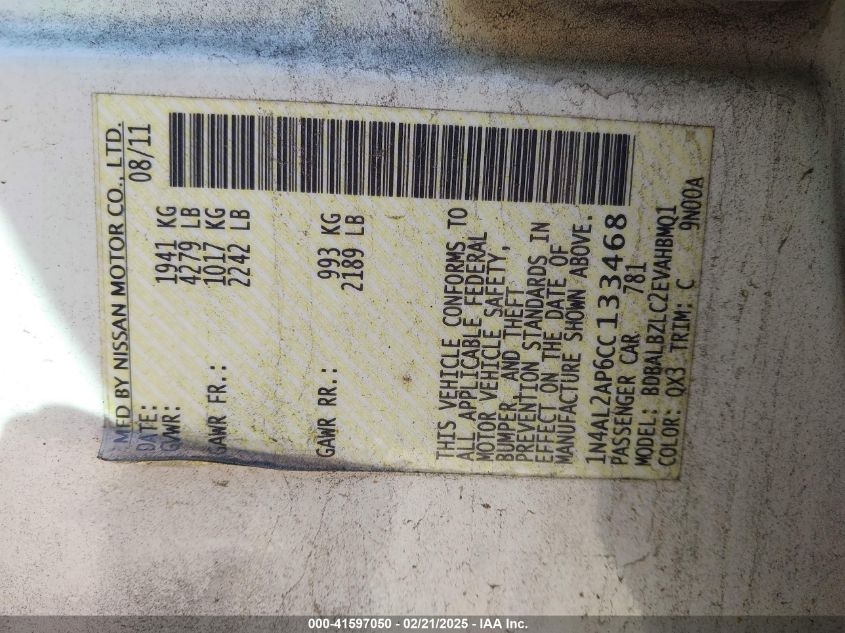 MFD BY NISSAN MOTOR CO., LTD.
DATE: 08/11
GVWR: 1941 KG
4279 LB
GAWR FR.: 1017 KG
2242 LB
GAWR RR.: 993 KG
2189 LB
THIS VEHICLE CONFORMS TO
ALL APPLICABLE FEDERAL
MOTOR VEHICLE SAFETY,
BUMPER, AND THEFT
PREVENTION STANDARDS IN
EFFECT ON THE DATE OF
MANUFACTURE SHOWN ABOVE.
1N4AL2AP6CC133468
PASSENGER CAR 781
MODEL: BDBALBZLC2EVAHBMQ1
COLOR: QX3 TRIM: C 9N00A
000-41597050 / 02/21/2025 - IAA Inc.